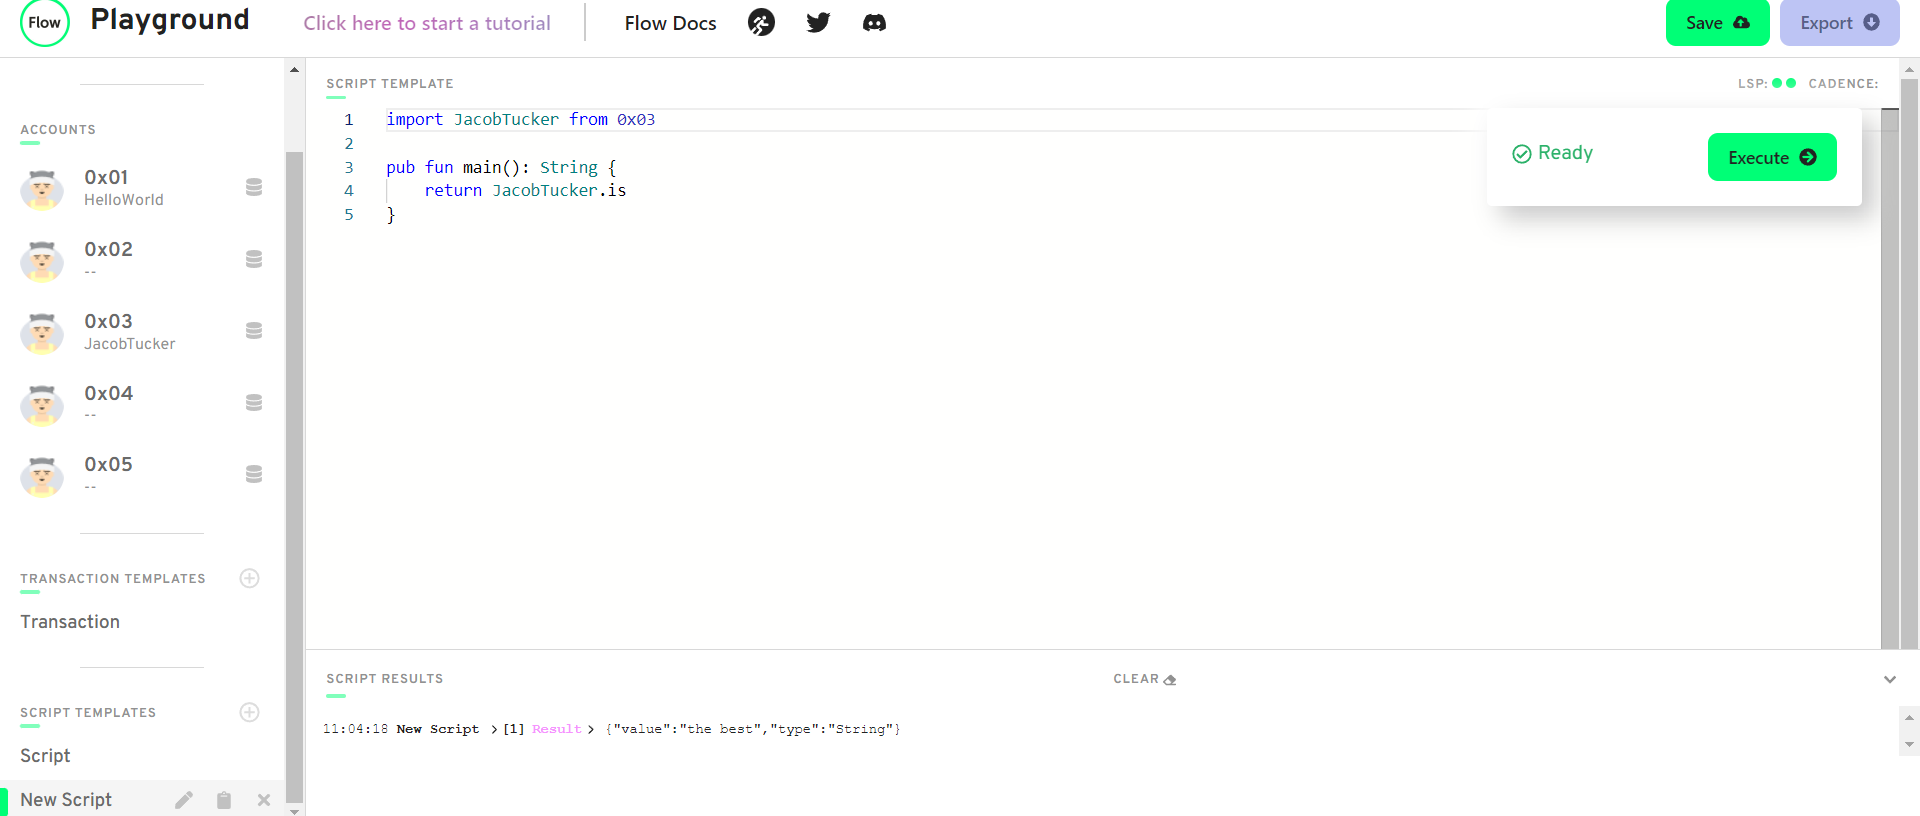 Flow Playground Click here to start a tutorial Flow Docs Save Export
ACCOUNTS
0x01
HelloWorld
0x02
--
0x03
JacobTucker
0x04
--
0x05
--
TRANSACTION TEMPLATES
Transaction
SCRIPT TEMPLATES
Script
New Script
SCRIPT TEMPLATE LSP: CADENCE:
1 import JacobTucker from 0x03
2
3 pub fun main(): String {
4 return JacobTucker.is
5 }
Ready Execute
SCRIPT RESULTS CLEAR
11:04:18 New Script >[1] Result > {"value":"the best","type":"String"}